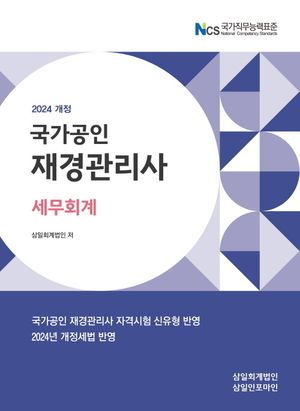 NCS 국가직무능력표준
National Competency Standards
2024 개정
국가공인
재경관리사
세무회계
삼일회계법인 저
국가공인 재경관리사 자격시험 신유형 반영
2024년 개정세법 반영
삼일회계법인
삼일인포마인